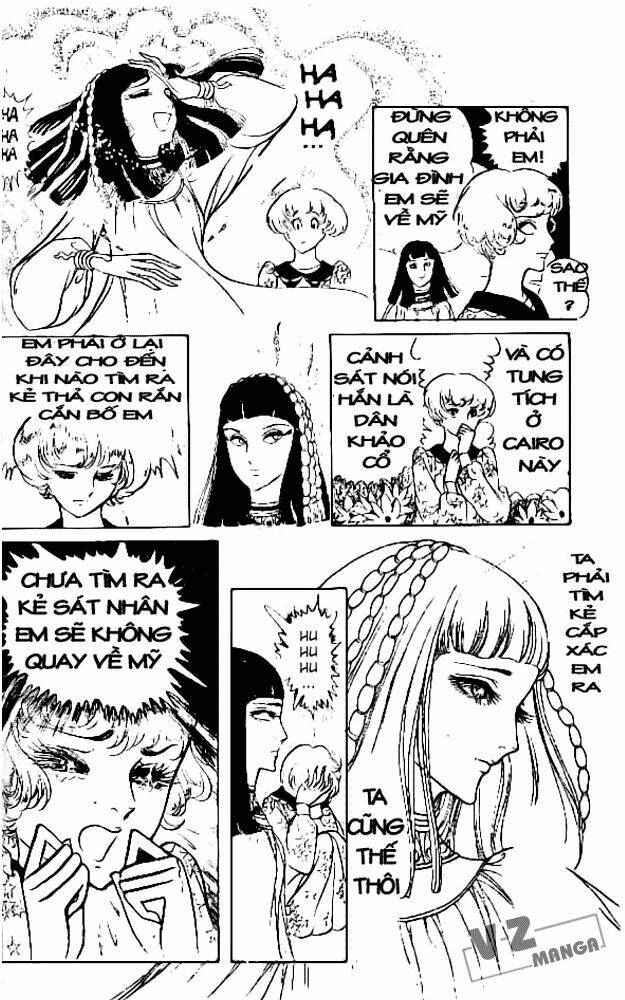 HA
HA
HA
...
HA
HA
HA
KHÔNG
PHẢI
EM!
ĐỪNG
QUÊN
RẰNG
GIA ĐÌNH
EM SẼ
VỀ MỸ
SAO
THẾ
?
EM PHẢI Ở LẠI
ĐÂY CHO ĐẾN
KHI NÀO TÌM RA
KẺ THẢ CON RẮN
CẮN BỐ EM
CẢNH
SÁT NÓI
HẮN LÀ
DÂN
KHẢO
CỔ
VÀ CÓ
TUNG
TÍCH
Ở
CAIRO
NÀY
CHƯA TÌM RA
KẺ SÁT NHÂN
EM SẼ KHÔNG
QUAY VỀ MỸ
HU
HU
HU
...
TA
PHẢI
TÌM
KẺ
CẮP
XÁC
EM
RA
TA
CŨNG
THẾ
THÔI
V-Z
MANGA